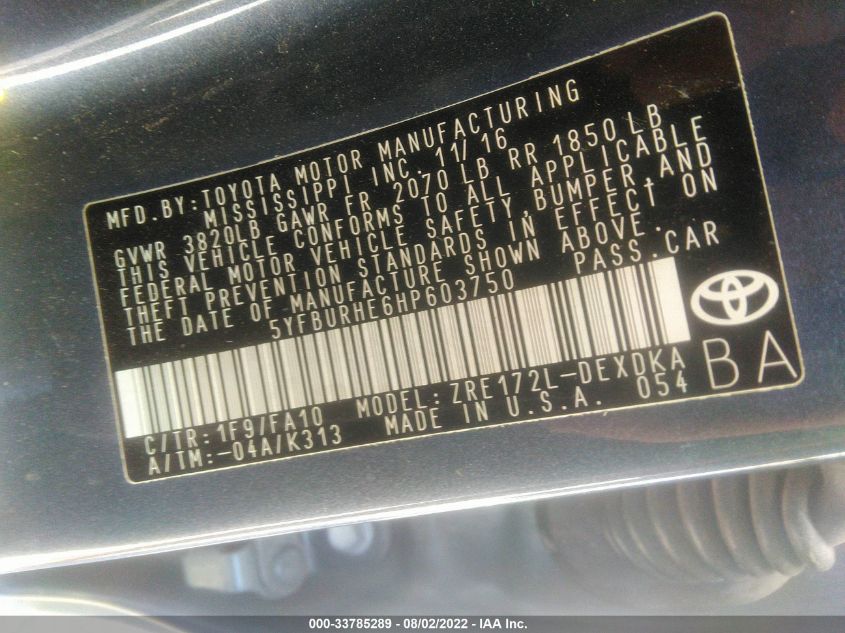 MFD. BY: TOYOTA MOTOR MANUFACTURING
MISSISSIPPI INC. 11/16
GVWR 3820LB GAWR FR 2070 LB RR 1850 LB
THIS VEHICLE CONFORMS TO ALL APPLICABLE
FEDERAL MOTOR VEHICLE SAFETY, BUMPER, AND
THEFT PREVENTION STANDARDS IN EFFECT ON
THE DATE OF MANUFACTURE SHOWN ABOVE.
5YFBURHE6HP603750 PASS. CAR
C/TR: 1F9/FA10 MODEL: ZRE172L-DEXDKA
A/TM: -04A/K313 MADE IN U.S.A. 054
BA
000-33785289 - 08/02/2022 - IAA Inc.